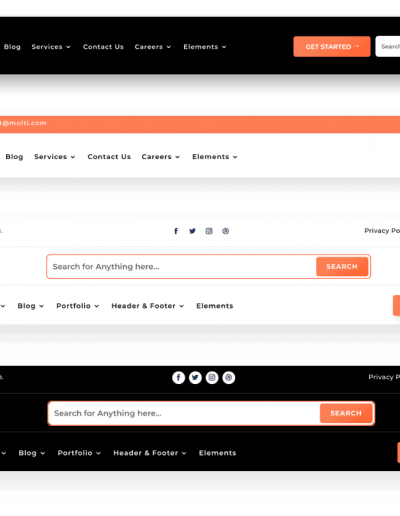 Blog Services Contact Us Careers Elements GET STARTED → Search
t@molti.com
Blog Services Contact Us Careers Elements
Privacy Po
Search for Anything here... SEARCH
Blog Portfolio Header & Footer Elements
Privacy P
Search for Anything here... SEARCH
Blog Portfolio Header & Footer Elements